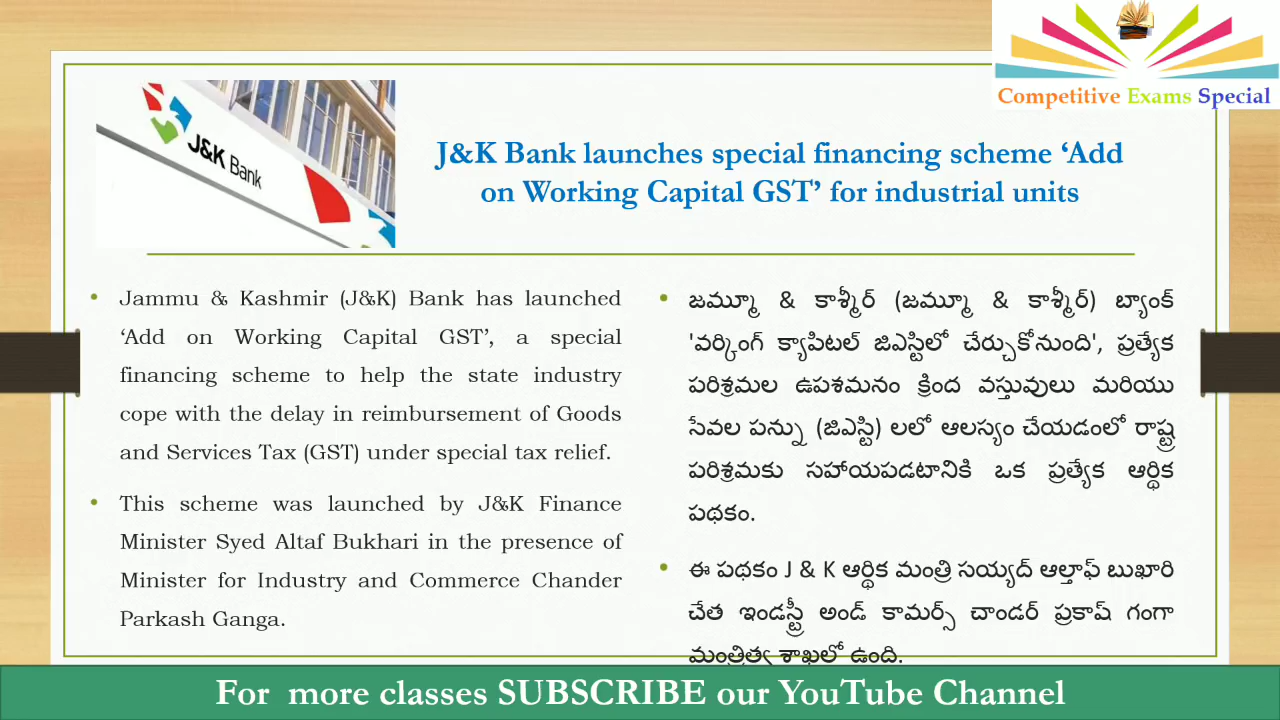 Competitive Exams Special
J&K Bank
J&K Bank launches special financing scheme ‘Add
on Working Capital GST’ for industrial units
• Jammu & Kashmir (J&K) Bank has launched
‘Add on Working Capital GST’, a special
financing scheme to help the state industry
cope with the delay in reimbursement of Goods
and Services Tax (GST) under special tax relief.
• This scheme was launched by J&K Finance
Minister Syed Altaf Bukhari in the presence of
Minister for Industry and Commerce Chander
Parkash Ganga.
• జమ్మూ & కాశ్మీర్ (జమ్మూ & కాశ్మీర్) బ్యాంక్
'వర్కింగ్ క్యాపిటల్ జిఎస్టిలో చేర్చుకోనుంది', ప్రత్యేక
పరిశ్రమల ఉపశమనం క్రింద వస్తువులు మరియు
సేవల పన్ను (జిఎస్టి) లలో ఆలస్యం చేయడంలో రాష్ట్ర
పరిశ్రమకు సహాయపడటానికి ఒక ప్రత్యేక ఆర్థిక
పథకం.
• ఈ పథకం J & K ఆర్థిక మంత్రి సయ్యద్ ఆల్తాఫ్ బుఖారి
చేత ఇండస్ట్రీ అండ్ కామర్స్ చాండర్ ప్రకాష్ గంగా
మంత్రిత్వ శాఖలో ఉంది.
For more classes SUBSCRIBE our YouTube Channel